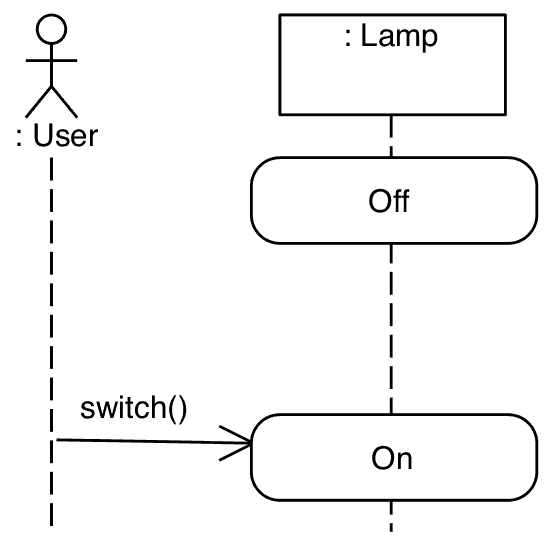 : Lamp
: User
Off
switch()
On